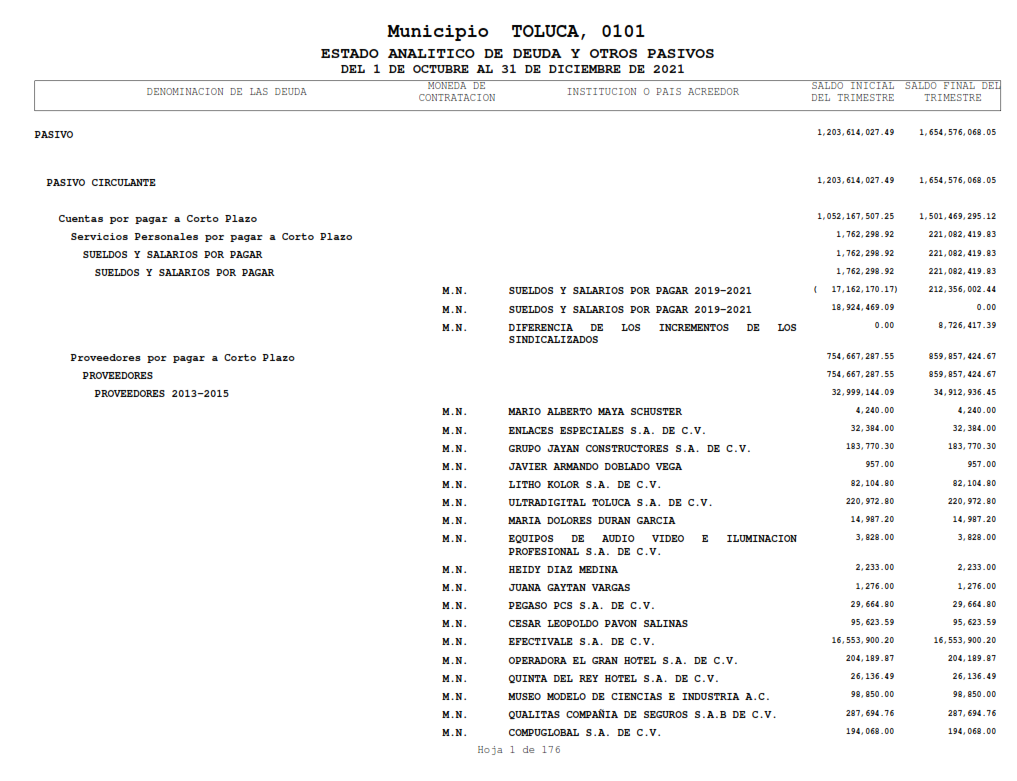 Municipio TOLUCA, 0101
ESTADO ANALITICO DE DEUDA Y OTROS PASIVOS
DEL 1 DE OCTUBRE AL 31 DE DICIEMBRE DE 2021
DENOMINACION DE LAS DEUDA MONEDA DE CONTRATACION INSTITUCION O PAIS ACREEDOR SALDO INICIAL DEL TRIMESTRE SALDO FINAL DEL TRIMESTRE
PASIVO 1,203,614,027.49 1,654,576,068.05
PASIVO CIRCULANTE 1,203,614,027.49 1,654,576,068.05
Cuentas por pagar a Corto Plazo 1,052,167,507.25 1,501,469,295.12
Servicios Personales por pagar a Corto Plazo 1,762,298.92 221,082,419.83
SUELDOS Y SALARIOS POR PAGAR 1,762,298.92 221,082,419.83
SUELDOS Y SALARIOS POR PAGAR 1,762,298.92 221,082,419.83
M.N. SUELDOS Y SALARIOS POR PAGAR 2019-2021 ( 17,162,170.17) 212,356,002.44
M.N. SUELDOS Y SALARIOS POR PAGAR 2019-2021 18,924,469.09 0.00
M.N. DIFERENCIA DE LOS INCREMENTOS DE LOS 0.00 8,726,417.39
SINDICALIZADOS
Proveedores por pagar a Corto Plazo 754,667,287.55 859,857,424.67
PROVEEDORES 754,667,287.55 859,857,424.67
PROVEEDORES 2013-2015 32,999,144.09 34,912,936.45
M.N. MARIO ALBERTO MAYA SCHUSTER 4,240.00 4,240.00
M.N. ENLACES ESPECIALES S.A. DE C.V. 32,384.00 32,384.00
M.N. GRUPO JAYAN CONSTRUCTORES S.A. DE C.V. 183,770.30 183,770.30
M.N. JAVIER ARMANDO DOBLADO VEGA 957.00 957.00
M.N. LITHO KOLOR S.A. DE C.V. 82,104.80 82,104.80
M.N. ULTRADIGITAL TOLUCA S.A. DE C.V. 220,972.80 220,972.80
M.N. MARIA DOLORES DURAN GARCIA 14,987.20 14,987.20
M.N. EQUIPOS DE AUDIO VIDEO E ILUMINACION 3,828.00 3,828.00
PROFESIONAL S.A. DE C.V.
M.N. HEIDY DIAZ MEDINA 2,233.00 2,233.00
M.N. JUANA GAYTAN VARGAS 1,276.00 1,276.00
M.N. PEGASO PCS S.A. DE C.V. 29,664.80 29,664.80
M.N. CESAR LEOPOLDO PAVON SALINAS 95,623.59 95,623.59
M.N. EFECTIVALE S.A. DE C.V. 16,553,900.20 16,553,900.20
M.N. OPERADORA EL GRAN HOTEL S.A. DE C.V. 204,189.87 204,189.87
M.N. QUINTA DEL REY HOTEL S.A. DE C.V. 26,136.49 26,136.49
M.N. MUSEO MODELO DE CIENCIAS E INDUSTRIA A.C. 98,850.00 98,850.00
M.N. QUALITAS COMPAÑIA DE SEGUROS S.A.B DE C.V. 287,694.76 287,694.76
M.N. COMPUGLOBAL S.A. DE C.V. 194,068.00 194,068.00
Hoja 1 de 176